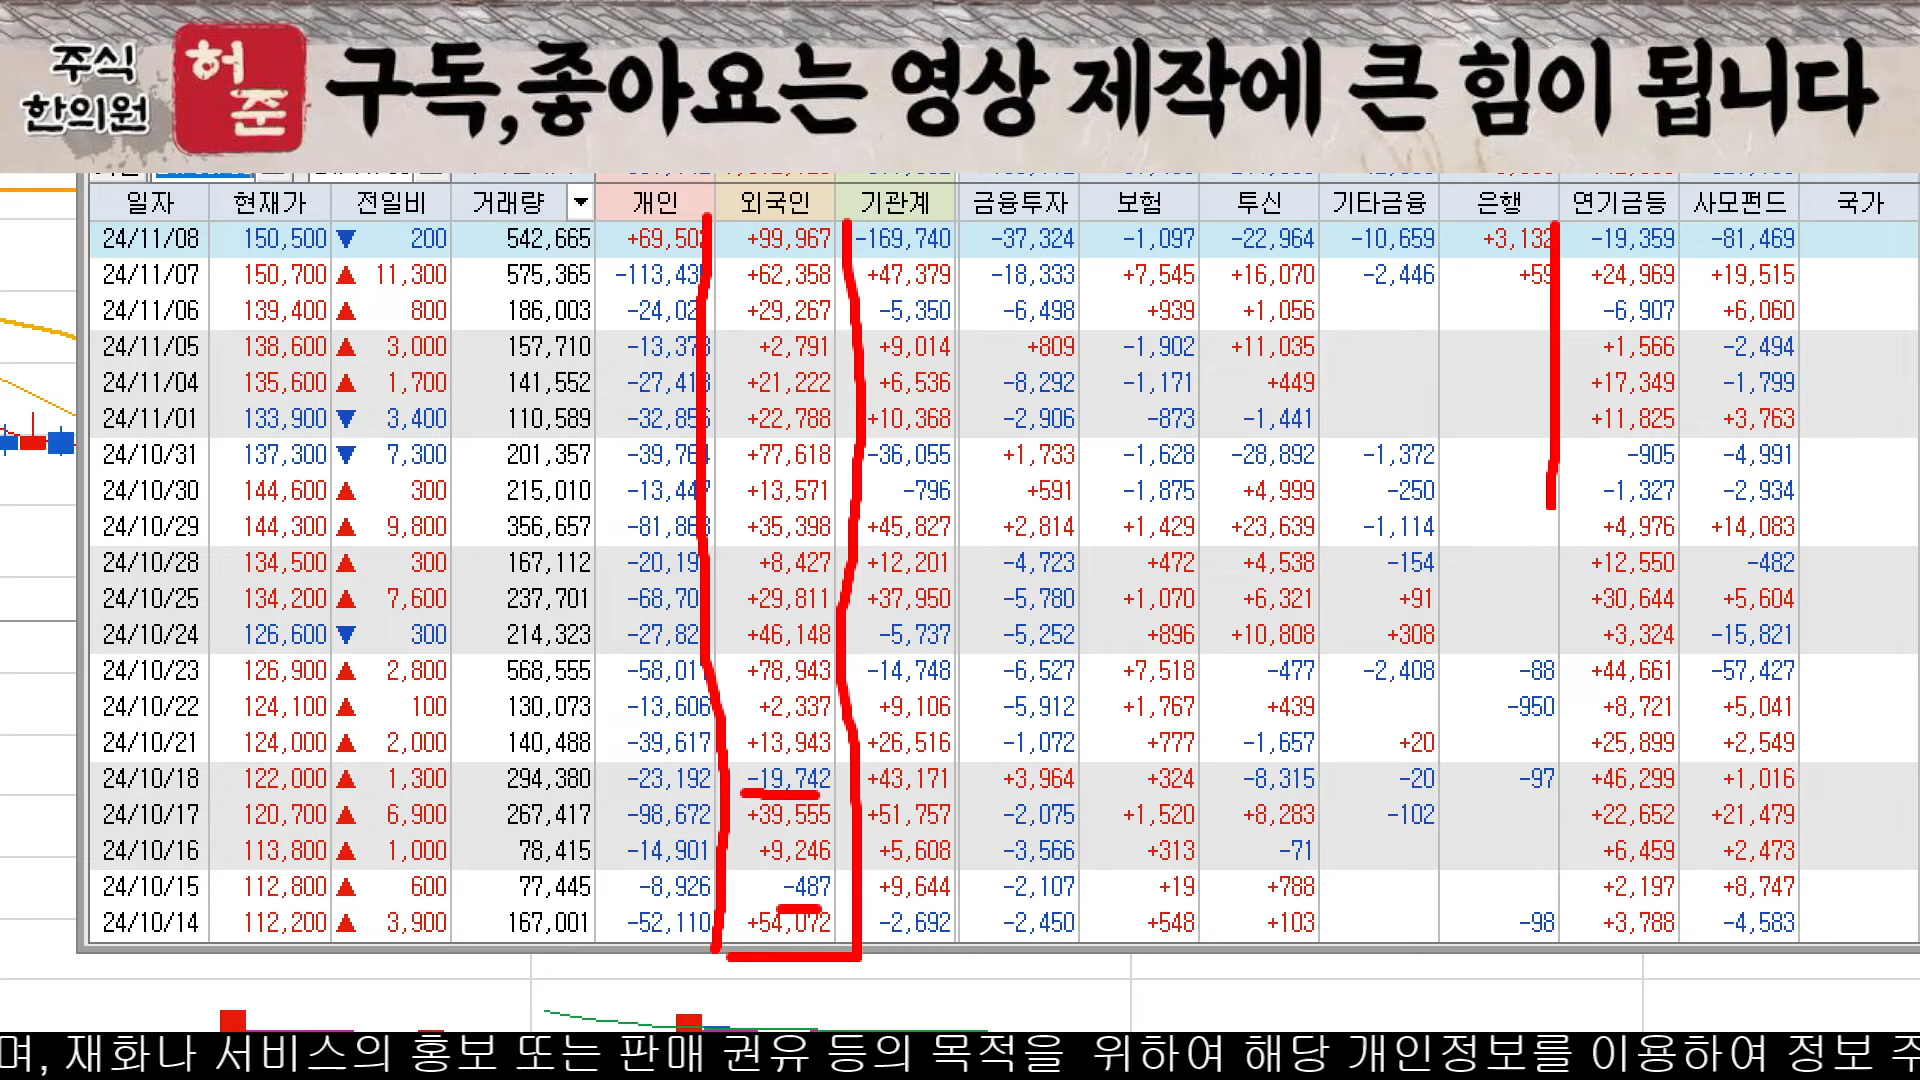 주식
한의원
허준
구독,좋아요는 영상 제작에 큰 힘이 됩니다
일자 현재가 전일비 거래량 개인 외국인 기관계 금융투자 보험 투신 기타금융 은행 연기금등 사모펀드 국가
24/11/08 150,500 ▼ 200 542,665 +99,967 -169,740 -37,324 -1,097 -22,964 -10,659 +3,132 -19,359 -81,469
24/11/07 150,700 ▲ 11,300 575,365 +62,358 +47,379 -18,333 +7,545 +16,070 -2,446 +59 +24,969 +19,515
24/11/06 139,400 ▲ 800 186,003 +29,267 -5,350 -6,498 +939 +1,056 -6,907 +6,060
24/11/05 138,600 ▲ 3,000 157,710 -13,373 +2,791 +9,014 +809 -1,902 +11,035 +1,566 -2,494
24/11/04 135,600 ▲ 1,700 141,552 -27,413 +21,222 +6,536 -8,292 -1,171 +449 +17,349 -1,799
24/11/01 133,900 ▼ 3,400 110,589 -32,856 +22,788 +10,368 -2,906 -873 -1,441 +11,825 +3,763
24/10/31 137,300 ▼ 7,300 201,357 -39,764 +77,618 -36,055 +1,733 -1,628 -28,892 -1,372 -905 -4,991
24/10/30 144,600 ▲ 300 215,010 -13,447 +13,571 -796 +591 -1,875 +4,999 -250 -1,327 -2,934
24/10/29 144,300 ▲ 9,800 356,657 -81,863 +35,398 +45,827 +2,814 +1,429 +23,639 -1,114 +4,976 +14,083
24/10/28 134,500 ▲ 300 167,112 +8,427 +12,201 -4,723 +472 +4,538 -154 +12,550 -482
24/10/25 134,200 ▲ 7,600 237,701 +29,811 +37,950 -5,780 +1,070 +6,321 +91 +30,644 +5,604
24/10/24 126,600 ▼ 300 214,323 +46,148 -5,737 -5,252 +896 +10,808 +308 +3,324 -15,821
24/10/23 126,900 ▲ 2,800 568,555 +78,943 -14,748 -6,527 +7,518 -477 -2,408 -88 +44,661 -57,427
24/10/22 124,100 ▲ 100 130,073 -13,606 +2,337 +9,106 -5,912 +1,767 +439 -950 +8,721 +5,041
24/10/21 124,000 ▲ 2,000 140,488 -39,617 +13,943 +26,516 -1,072 +777 -1,657 +20 +25,899 +2,549
24/10/18 122,000 ▲ 1,300 294,380 -23,192 -19,742 +43,171 +3,964 +324 -8,315 -20 -97 +46,299 +1,016
24/10/17 120,700 ▲ 6,900 267,417 -98,672 +39,555 +51,757 -2,075 +1,520 +8,283 -102 +22,652 +21,479
24/10/16 113,800 ▲ 1,000 78,415 -14,901 +9,246 +5,608 -3,566 +313 -71 +6,459 +2,473
24/10/15 112,800 ▲ 600 77,445 -8,926 -487 +9,644 -2,107 +19 +788 +2,197 +8,747
24/10/14 112,200 ▲ 3,900 167,001 -52,110 +54,072 -2,692 -2,450 +548 +103 -98 +3,788 -4,583
며, 재화나 서비스의 홍보 또는 판매 권유 등의 목적을 위하여 해당 개인정보를 이용하여 정보 주